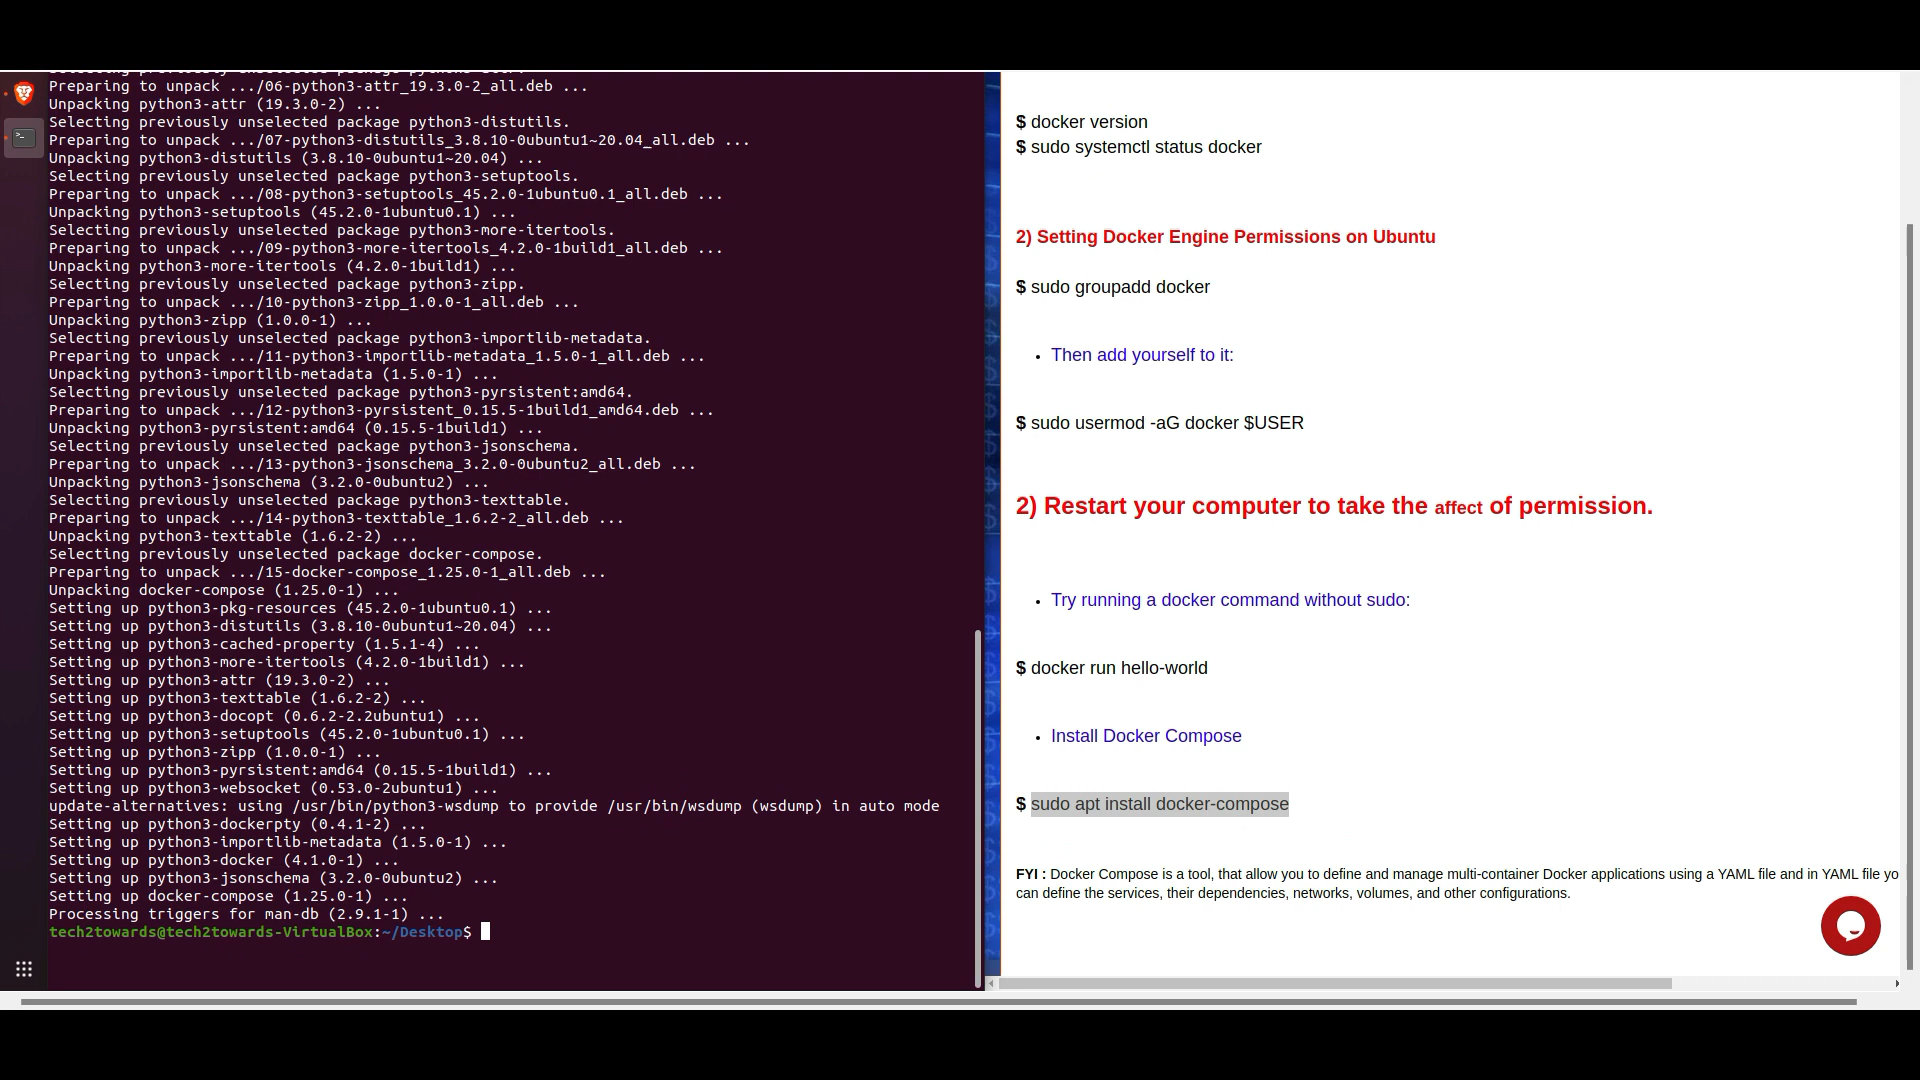 Preparing to unpack .../06-python3-attr_19.3.0-2_all.deb ...
Unpacking python3-attr (19.3.0-2) ...
Selecting previously unselected package python3-distutils.
Preparing to unpack .../07-python3-distutils_3.8.10-0ubuntu1~20.04_all.deb ...
Unpacking python3-distutils (3.8.10-0ubuntu1~20.04) ...
Selecting previously unselected package python3-setuptools.
Preparing to unpack .../08-python3-setuptools_45.2.0-1ubuntu0.1_all.deb ...
Unpacking python3-setuptools (45.2.0-1ubuntu0.1) ...
Selecting previously unselected package python3-more-itertools.
Preparing to unpack .../09-python3-more-itertools_4.2.0-1build1_all.deb ...
Unpacking python3-more-itertools (4.2.0-1build1) ...
Selecting previously unselected package python3-zipp.
Preparing to unpack .../10-python3-zipp_1.0.0-1_all.deb ...
Unpacking python3-zipp (1.0.0-1) ...
Selecting previously unselected package python3-importlib-metadata.
Preparing to unpack .../11-python3-importlib-metadata_1.5.0-1_all.deb ...
Unpacking python3-importlib-metadata (1.5.0-1) ...
Selecting previously unselected package python3-pyrsistent:amd64.
Preparing to unpack .../12-python3-pyrsistent_0.15.5-1build1_amd64.deb ...
Unpacking python3-pyrsistent:amd64 (0.15.5-1build1) ...
Selecting previously unselected package python3-jsonschema.
Preparing to unpack .../13-python3-jsonschema_3.2.0-0ubuntu2_all.deb ...
Unpacking python3-jsonschema (3.2.0-0ubuntu2) ...
Selecting previously unselected package python3-texttable.
Preparing to unpack .../14-python3-texttable_1.6.2-2_all.deb ...
Unpacking python3-texttable (1.6.2-2) ...
Selecting previously unselected package docker-compose.
Preparing to unpack .../15-docker-compose_1.25.0-1_all.deb ...
Unpacking docker-compose (1.25.0-1) ...
Setting up python3-pkg-resources (45.2.0-1ubuntu0.1) ...
Setting up python3-distutils (3.8.10-0ubuntu1~20.04) ...
Setting up python3-cached-property (1.5.1-4) ...
Setting up python3-more-itertools (4.2.0-1build1) ...
Setting up python3-attr (19.3.0-2) ...
Setting up python3-texttable (1.6.2-2) ...
Setting up python3-docopt (0.6.2-2.2ubuntu1) ...
Setting up python3-setuptools (45.2.0-1ubuntu0.1) ...
Setting up python3-zipp (1.0.0-1) ...
Setting up python3-pyrsistent:amd64 (0.15.5-1build1) ...
Setting up python3-websocket (0.53.0-2ubuntu1) ...
update-alternatives: using /usr/bin/python3-wsdump to provide /usr/bin/wsdump (wsdump) in auto mode
Setting up python3-dockerpty (0.4.1-2) ...
Setting up python3-importlib-metadata (1.5.0-1) ...
Setting up python3-docker (4.1.0-1) ...
Setting up python3-jsonschema (3.2.0-0ubuntu2) ...
Setting up docker-compose (1.25.0-1) ...
Processing triggers for man-db (2.9.1-1) ...
tech2towards@tech2towards-VirtualBox:~/Desktop$
$ docker version
$ sudo systemctl status docker
2) Setting Docker Engine Permissions on Ubuntu
$ sudo groupadd docker
• Then add yourself to it:
$ sudo usermod -aG docker $USER
2) Restart your computer to take the affect of permission.
• Try running a docker command without sudo:
$ docker run hello-world
• Install Docker Compose
$ sudo apt install docker-compose
FYI : Docker Compose is a tool, that allow you to define and manage multi-container Docker applications using a YAML file and in YAML file yo
can define the services, their dependencies, networks, volumes, and other configurations.